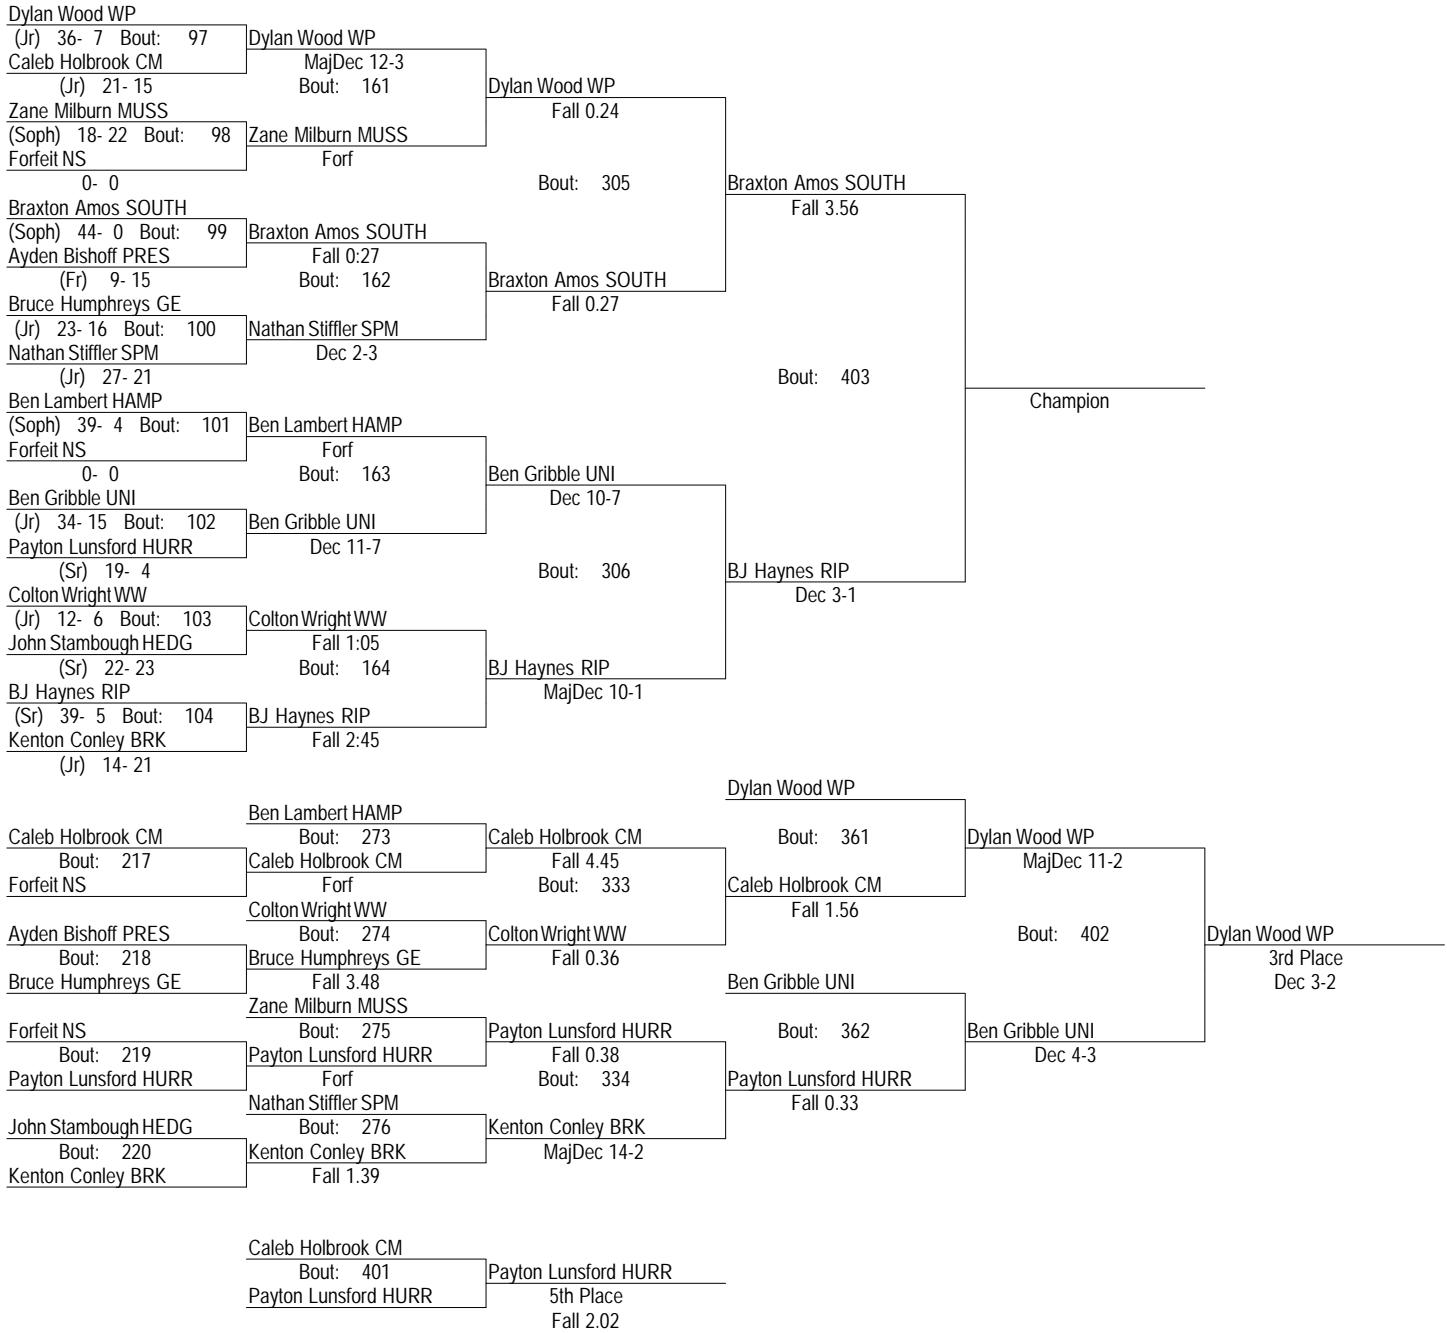 Dylan Wood WP
(Jr) 36- 7 Bout: 97 Dylan Wood WP
Caleb Holbrook CM MajDec 12-3
(Jr) 21- 15 Bout: 161 Dylan Wood WP
Zane Milburn MUSS Fall 0.24
(Soph) 18- 22 Bout: 98 Zane Milburn MUSS
Forfeit NS Forf
0- 0 Bout: 305 Braxton Amos SOUTH
Braxton Amos SOUTH Fall 3.56
(Soph) 44- 0 Bout: 99 Braxton Amos SOUTH
Ayden Bishoff PRES Fall 0:27
(Fr) 9- 15 Bout: 162 Braxton Amos SOUTH
Bruce Humphreys GE Fall 0.27
(Jr) 23- 16 Bout: 100 Nathan Stiffler SPM
Nathan Stiffler SPM Dec 2-3
(Jr) 27- 21 Bout: 403
Ben Lambert HAMP Champion
(Soph) 39- 4 Bout: 101 Ben Lambert HAMP
Forfeit NS Forf
0- 0 Bout: 163 Ben Gribble UNI
Ben Gribble UNI Dec 10-7
(Jr) 34- 15 Bout: 102 Ben Gribble UNI
Payton Lunsford HURR Dec 11-7
(Sr) 19- 4 Bout: 306 BJ Haynes RIP
Colton Wright WW Dec 3-1
(Jr) 12- 6 Bout: 103 Colton Wright WW
John Stambough HEDG Fall 1:05
(Sr) 22- 23 Bout: 164 BJ Haynes RIP
BJ Haynes RIP MajDec 10-1
(Sr) 39- 5 Bout: 104 BJ Haynes RIP
Kenton Conley BRK Fall 2:45
(Jr) 14- 21
Dylan Wood WP
Ben Lambert HAMP
Caleb Holbrook CM Bout: 273 Caleb Holbrook CM Bout: 361 Dylan Wood WP
Bout: 217 Caleb Holbrook CM Fall 4.45 MajDec 11-2
Forfeit NS Forf Bout: 333 Caleb Holbrook CM
Colton Wright WW Fall 1.56
Ayden Bishoff PRES Bout: 274 Colton Wright WW Bout: 402 Dylan Wood WP
Bout: 218 Bruce Humphreys GE Fall 0.36 3rd Place
Bruce Humphreys GE Fall 3.48 Ben Gribble UNI Dec 3-2
Zane Milburn MUSS
Forfeit NS Bout: 275 Payton Lunsford HURR Bout: 362 Ben Gribble UNI
Bout: 219 Payton Lunsford HURR Fall 0.38 Dec 4-3
Payton Lunsford HURR Forf Bout: 334 Payton Lunsford HURR
Nathan Stiffler SPM Fall 0.33
John Stambough HEDG Bout: 276 Kenton Conley BRK
Bout: 220 Kenton Conley BRK MajDec 14-2
Kenton Conley BRK Fall 1.39
Caleb Holbrook CM
Bout: 401 Payton Lunsford HURR
Payton Lunsford HURR 5th Place
Fall 2.02